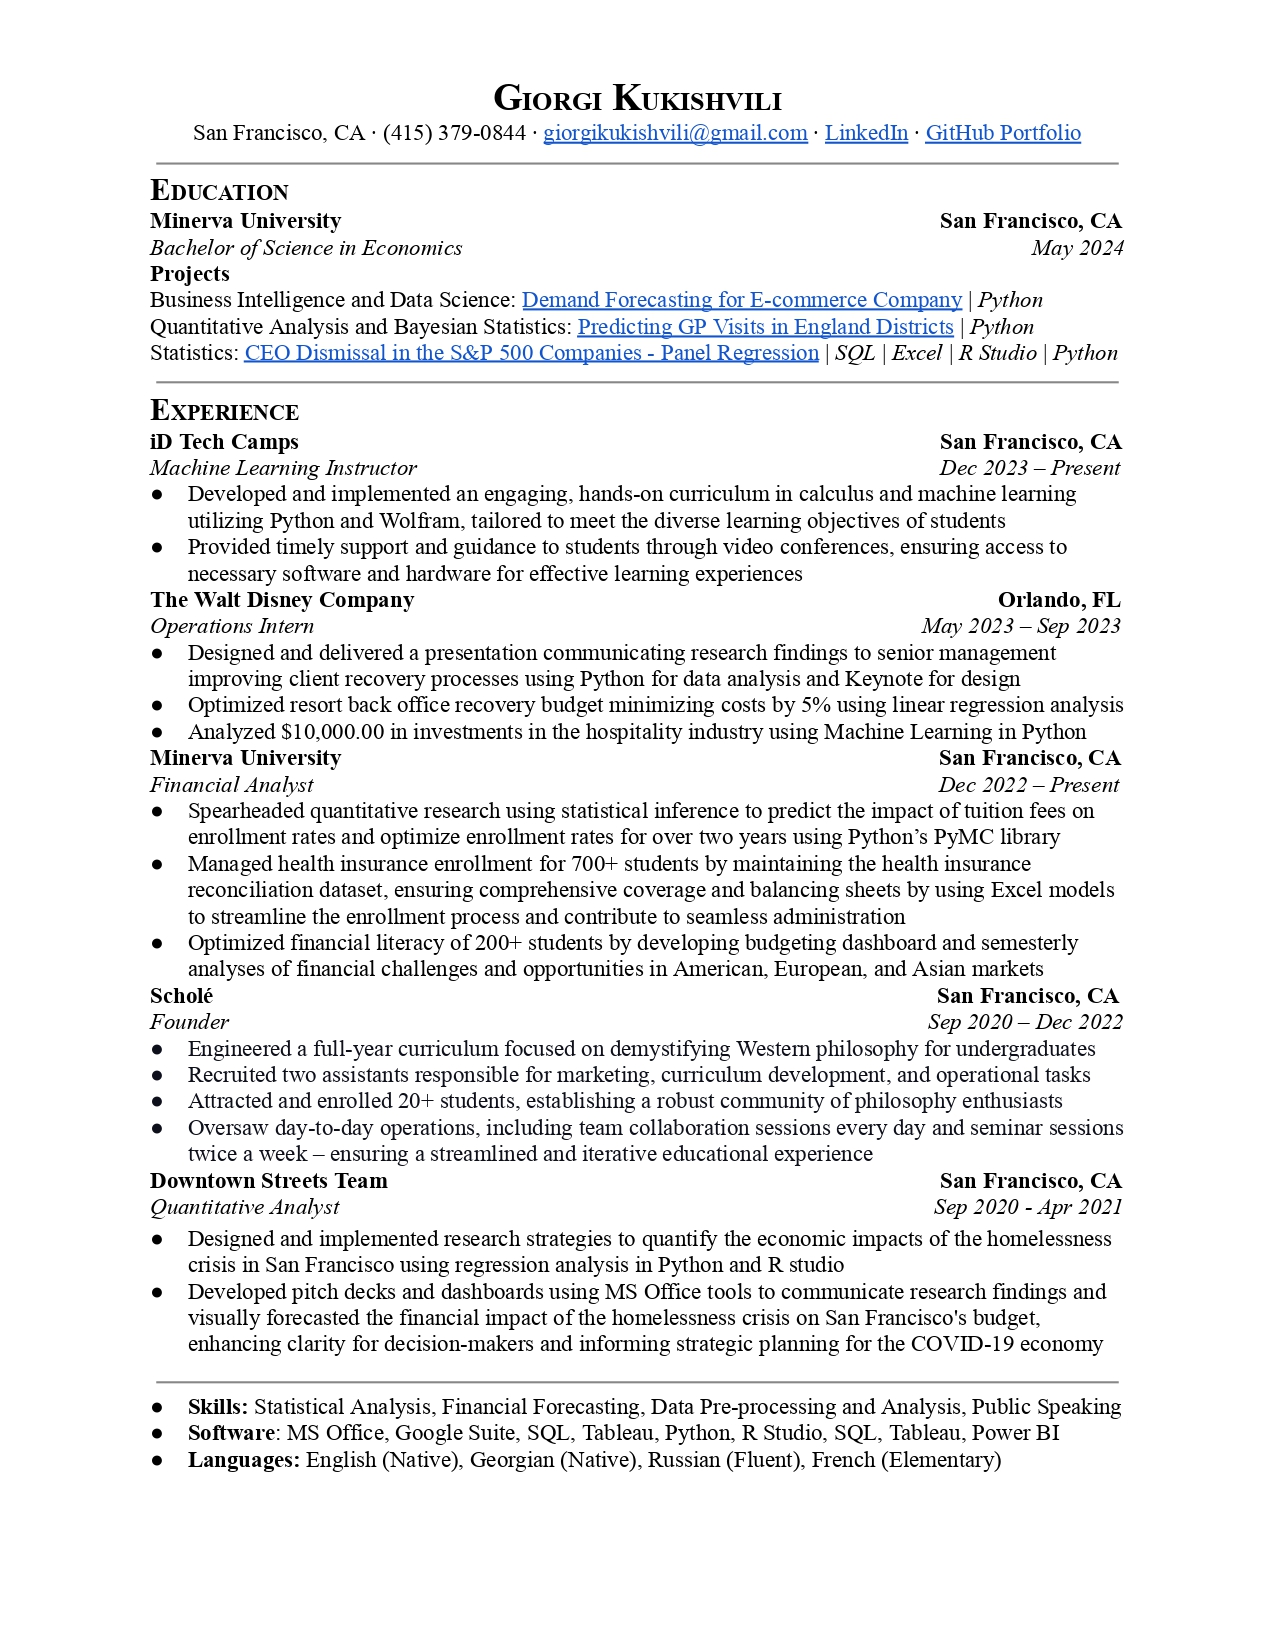 Giorgi Kukishvili
San Francisco, CA · (415) 379-0844 · giorgikukishvili@gmail.com · LinkedIn · GitHub Portfolio
Education
Minerva University San Francisco, CA
Bachelor of Science in Economics May 2024
Projects
Business Intelligence and Data Science: Demand Forecasting for E-commerce Company | Python
Quantitative Analysis and Bayesian Statistics: Predicting GP Visits in England Districts | Python
Statistics: CEO Dismissal in the S&P 500 Companies - Panel Regression | SQL | Excel | R Studio | Python
Experience
iD Tech Camps San Francisco, CA
Machine Learning Instructor Dec 2023 – Present
● Developed and implemented an engaging, hands-on curriculum in calculus and machine learning
utilizing Python and Wolfram, tailored to meet the diverse learning objectives of students
● Provided timely support and guidance to students through video conferences, ensuring access to
necessary software and hardware for effective learning experiences
The Walt Disney Company Orlando, FL
Operations Intern May 2023 – Sep 2023
● Designed and delivered a presentation communicating research findings to senior management
improving client recovery processes using Python for data analysis and Keynote for design
● Optimized resort back office recovery budget minimizing costs by 5% using linear regression analysis
● Analyzed $10,000.00 in investments in the hospitality industry using Machine Learning in Python
Minerva University San Francisco, CA
Financial Analyst Dec 2022 – Present
● Spearheaded quantitative research using statistical inference to predict the impact of tuition fees on
enrollment rates and optimize enrollment rates for over two years using Python’s PyMC library
● Managed health insurance enrollment for 700+ students by maintaining the health insurance
reconciliation dataset, ensuring comprehensive coverage and balancing sheets by using Excel models
to streamline the enrollment process and contribute to seamless administration
● Optimized financial literacy of 200+ students by developing budgeting dashboard and semesterly
analyses of financial challenges and opportunities in American, European, and Asian markets
Scholé San Francisco, CA
Founder Sep 2020 – Dec 2022
● Engineered a full-year curriculum focused on demystifying Western philosophy for undergraduates
● Recruited two assistants responsible for marketing, curriculum development, and operational tasks
● Attracted and enrolled 20+ students, establishing a robust community of philosophy enthusiasts
● Oversaw day-to-day operations, including team collaboration sessions every day and seminar sessions
twice a week – ensuring a streamlined and iterative educational experience
Downtown Streets Team San Francisco, CA
Quantitative Analyst Sep 2020 - Apr 2021
● Designed and implemented research strategies to quantify the economic impacts of the homelessness
crisis in San Francisco using regression analysis in Python and R studio
● Developed pitch decks and dashboards using MS Office tools to communicate research findings and
visually forecasted the financial impact of the homelessness crisis on San Francisco's budget,
enhancing clarity for decision-makers and informing strategic planning for the COVID-19 economy
● Skills: Statistical Analysis, Financial Forecasting, Data Pre-processing and Analysis, Public Speaking
● Software: MS Office, Google Suite, SQL, Tableau, Python, R Studio, SQL, Tableau, Power BI
● Languages: English (Native), Georgian (Native), Russian (Fluent), French (Elementary)